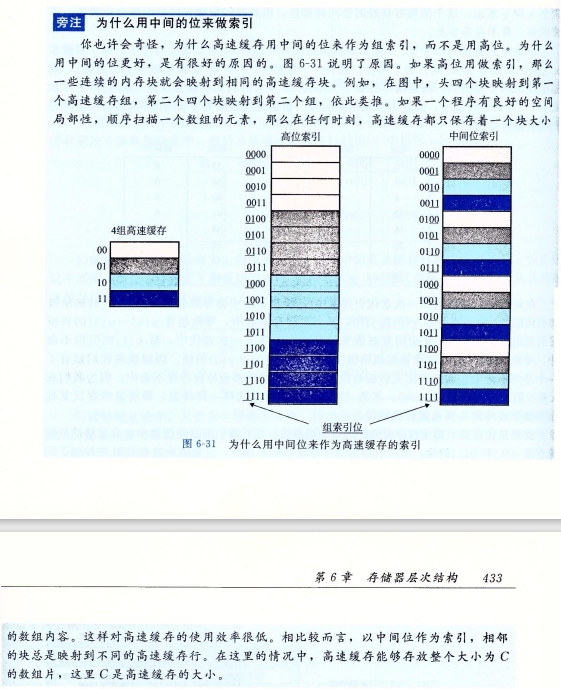 旁注 为什么用中间的位来做索引
你也许会奇怪，为什么高速缓存用中间的位来作为组索引，而不是用高位。为什么
用中间的位更好，是有很好的原因的。图 6-31 说明了原因。如果高位用做索引，那么
一些连续的内存块就会映射到相同的高速缓存块。例如，在图中，头四个块映射到第一
个高速缓存组，第二个四个块映射到第二个组，依此类推。如果一个程序有良好的空间
局部性，顺序扫描一个数组的元素，那么在任何时刻，高速缓存都只保存着一个块大小
4组高速缓存
00
01
10
11
高位索引
0000
0001
0010
0011
0100
0101
0110
0111
1000
1001
1010
1011
1100
1101
1110
1111
中间位索引
0000
0001
0010
0011
0100
0101
0110
0111
1000
1001
1010
1011
1100
1101
1110
1111
组索引位
图 6-31 为什么用中间位来作为高速缓存的索引
第 6 章 存储器层次结构 433
的数组内容。这样对高速缓存的使用效率很低。相比较而言，以中间位作为索引，相邻
的块总是映射到不同的高速缓存行。在这里的情况中，高速缓存能够存放整个大小为 C
的数组片，这里 C 是高速缓存的大小。